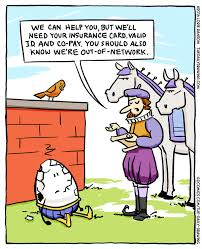 WE CAN HELP YOU, BUT WE'LL
NEED YOUR INSURANCE CARD, VALID
ID AND CO-PAY. YOU SHOULD ALSO
KNOW WE'RE OUT-OF-NETWORK.